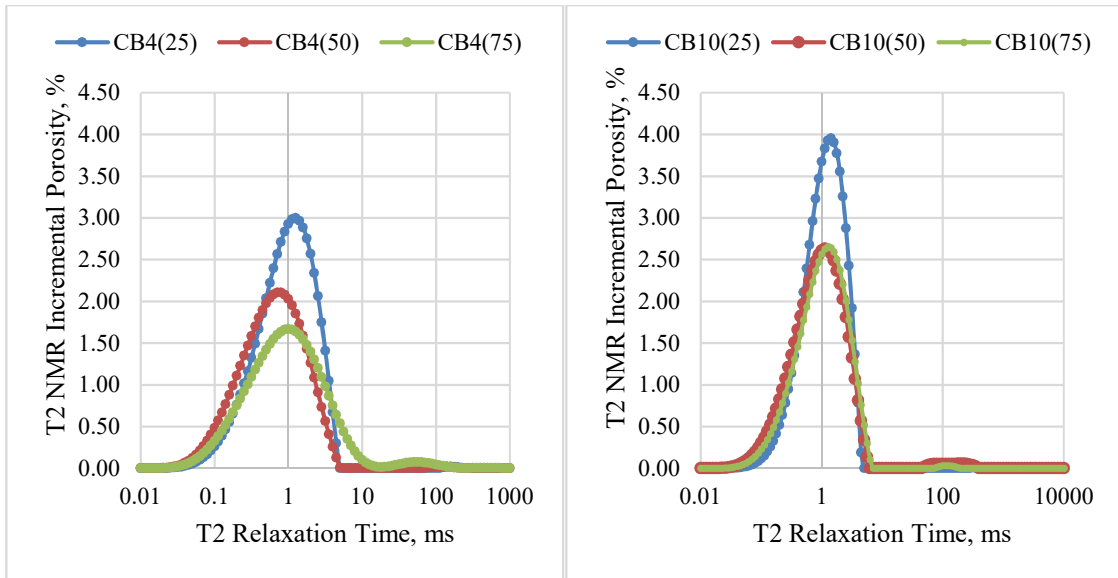 CB4(25) CB4(50) CB4(75)
T2 NMR Incremental Porosity, %
4.50
4.00
3.50
3.00
2.50
2.00
1.50
1.00
0.50
0.00
0.01 0.1 1 10 100 1000
T2 Relaxation Time, ms
CB10(25) CB10(50) CB10(75)
T2 NMR Incremental Porosity, %
4.50
4.00
3.50
3.00
2.50
2.00
1.50
1.00
0.50
0.00
0.01 1 100 10000
T2 Relaxation Time, ms